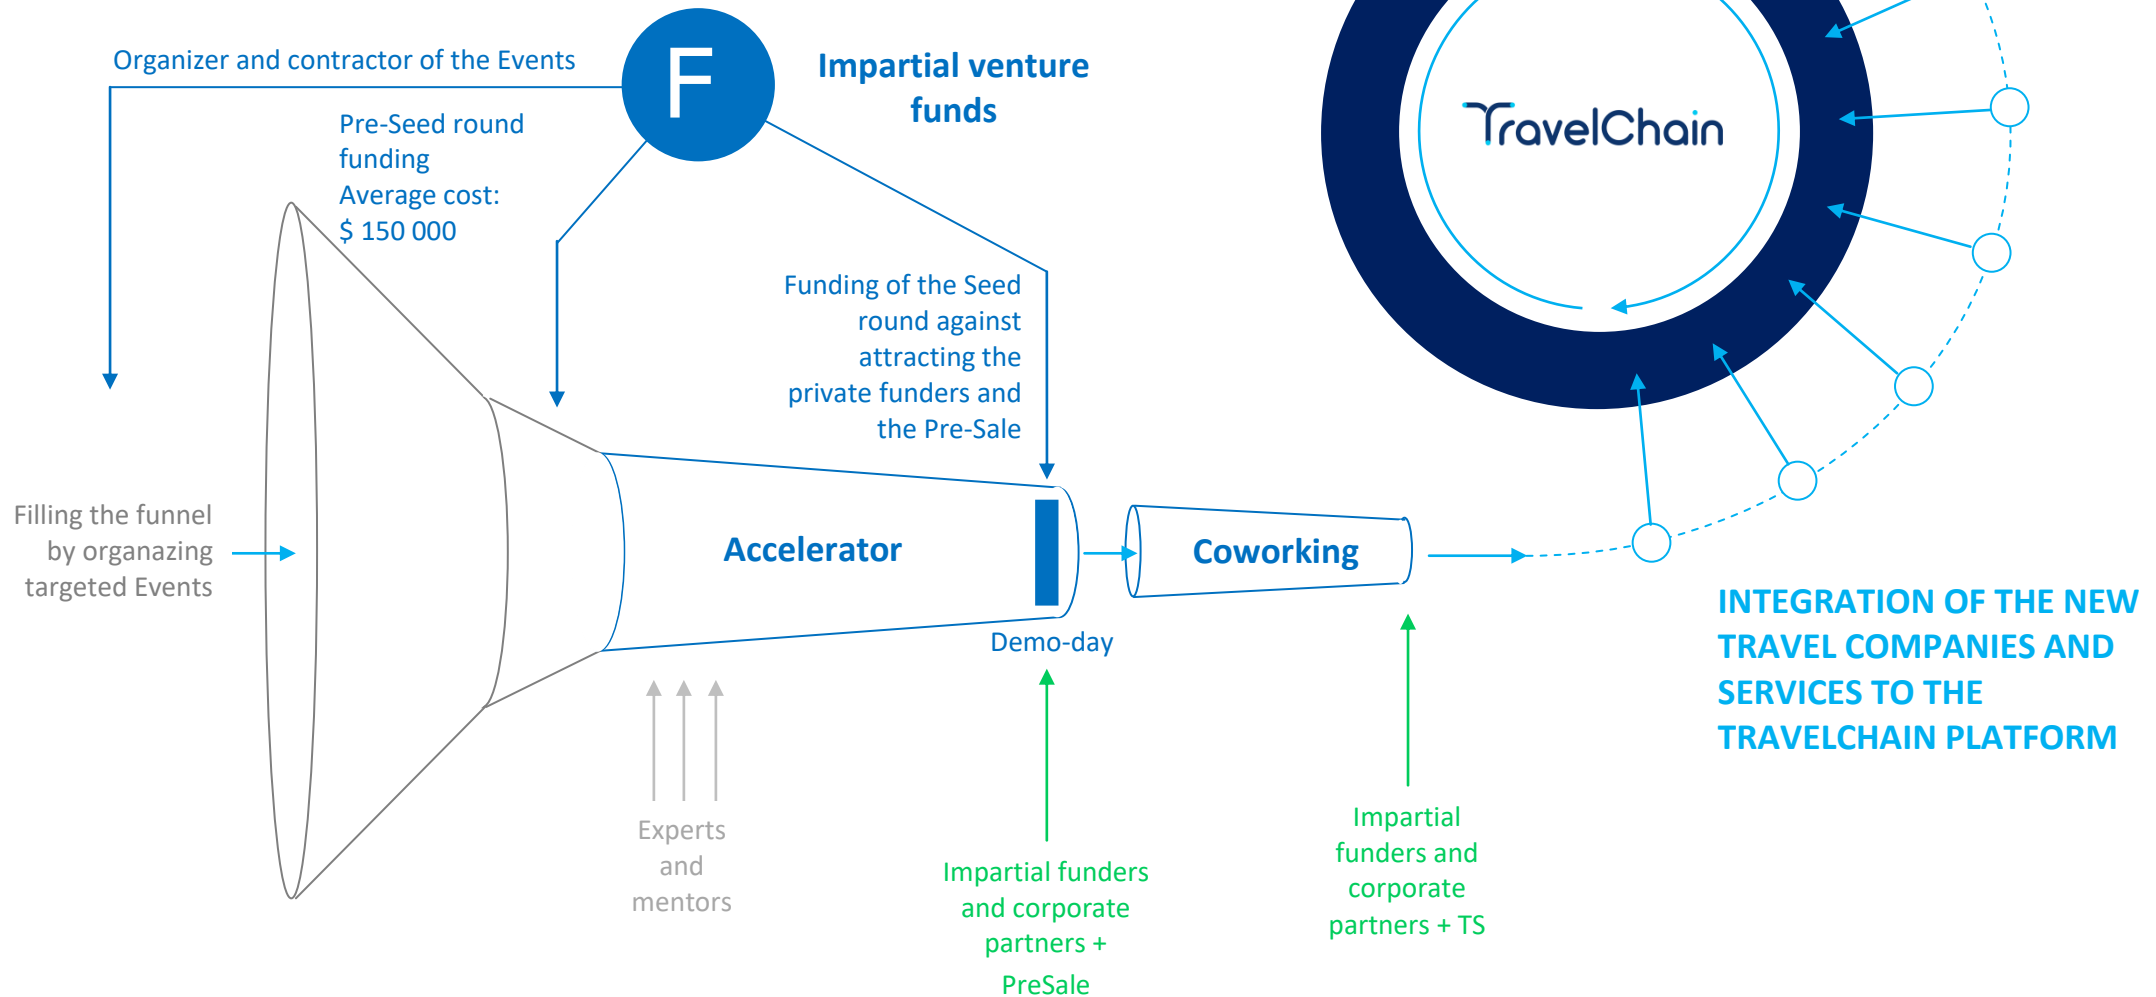 Organizer and contractor of the Events
F
Impartial venture
funds
Pre-Seed round
funding
Average cost:
$ 150 000
TravelChain
Funding of the Seed
round against
attracting the
private funders and
the Pre-Sale
Filling the funnel
by organazing
targeted Events
Accelerator
Coworking
Demo-day
INTEGRATION OF THE NEW
TRAVEL COMPANIES AND
SERVICES TO THE
TRAVELCHAIN PLATFORM
Experts
and
mentors
Impartial funders
and corporate
partners +
PreSale
Impartial
funders and
corporate
partners + TS